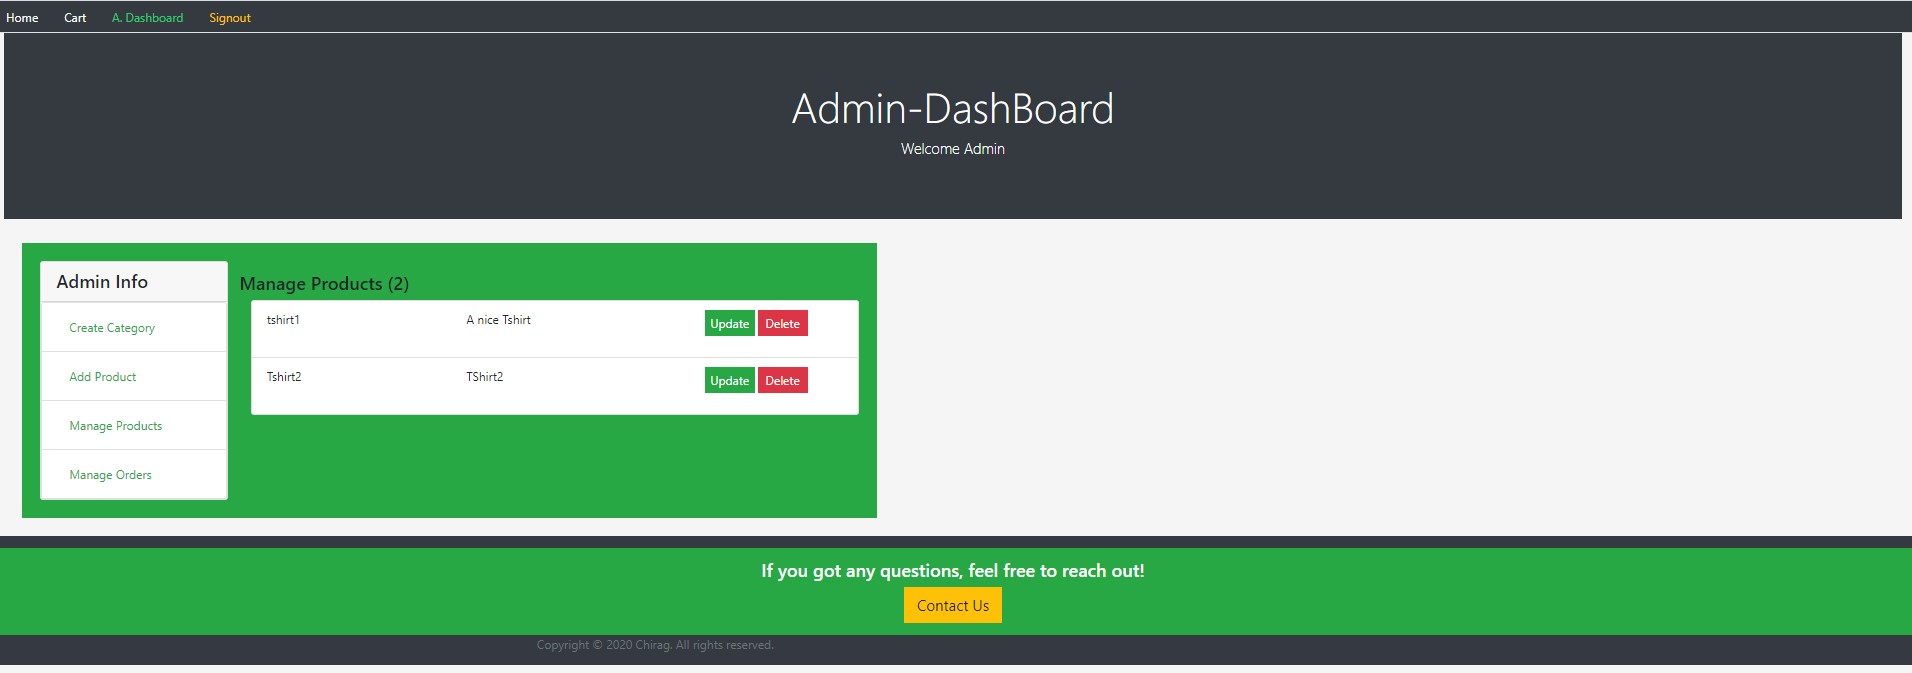 Home Cart A. Dashboard Signout
Admin-DashBoard
Welcome Admin
Admin Info
Create Category
Add Product
Manage Products
Manage Orders
Manage Products (2)
tshirt1 A nice Tshirt Update Delete
Tshirt2 TShirt2 Update Delete
If you got any questions, feel free to reach out!
Contact Us
Copyright © 2020 Chirag. All rights reserved.